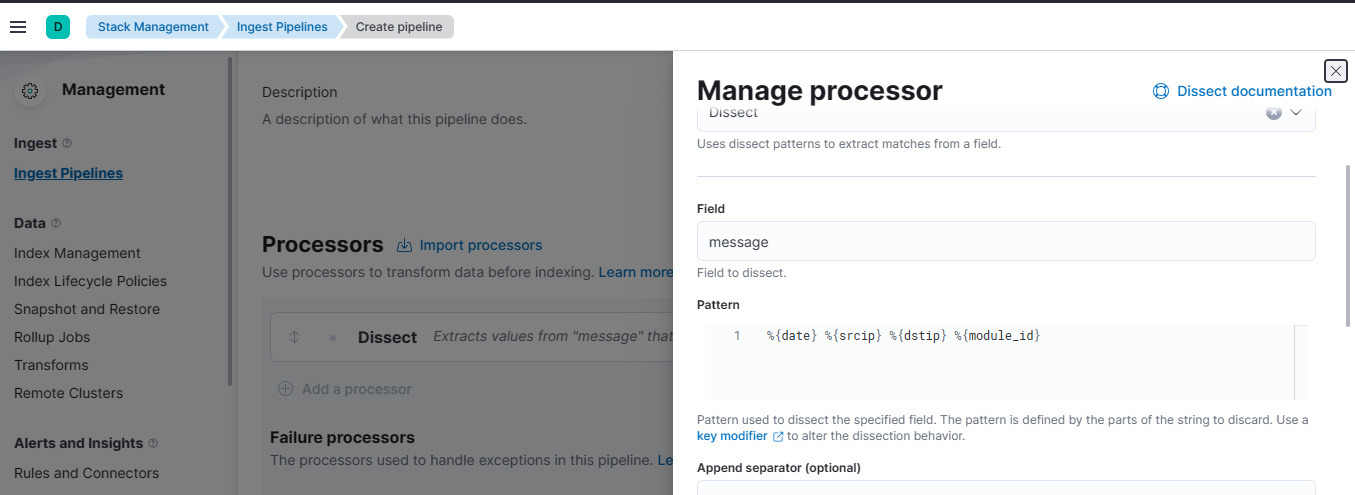 D Stack Management Ingest Pipelines Create pipeline
Management
Ingest
Ingest Pipelines
Data
Index Management
Index Lifecycle Policies
Snapshot and Restore
Rollup Jobs
Transforms
Remote Clusters
Alerts and Insights
Rules and Connectors
Description
A description of what this pipeline does.
Processors Import processors
Use processors to transform data before indexing. Learn more
Dissect Extracts values from "message" that
Add a processor
Failure processors
The processors used to handle exceptions in this pipeline. Le
Manage processor
Dissect documentation
Dissect
Uses dissect patterns to extract matches from a field.
Field
message
Field to dissect.
Pattern
1 %{date} %{srcip} %{dstip} %{module_id}
Pattern used to dissect the specified field. The pattern is defined by the parts of the string to discard. Use a
key modifier to alter the dissection behavior.
Append separator (optional)